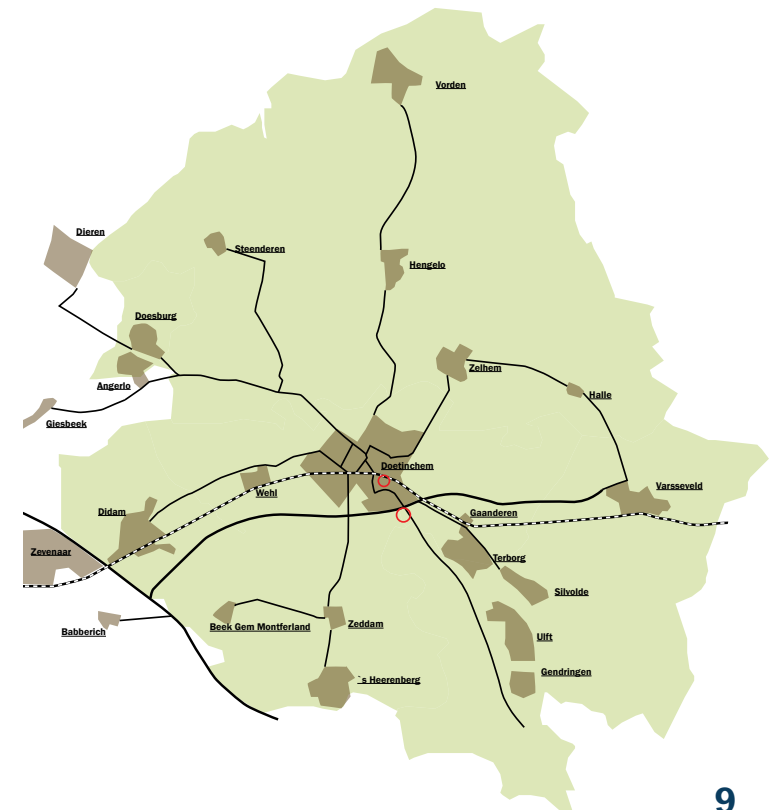 Vorden
Dieren
Steenderen
Hengelo
Doesburg
Zelhem
Angerlo
Halle
Giesbeek
Doetinchem
Wehl
Varsseveld
Didam
Gaanderen
Zevenaar
Terborg
Silvolde
Babberich
Beek Gem Montferland
Zeddam
Ulft
Gendringen
`s Heerenberg
9